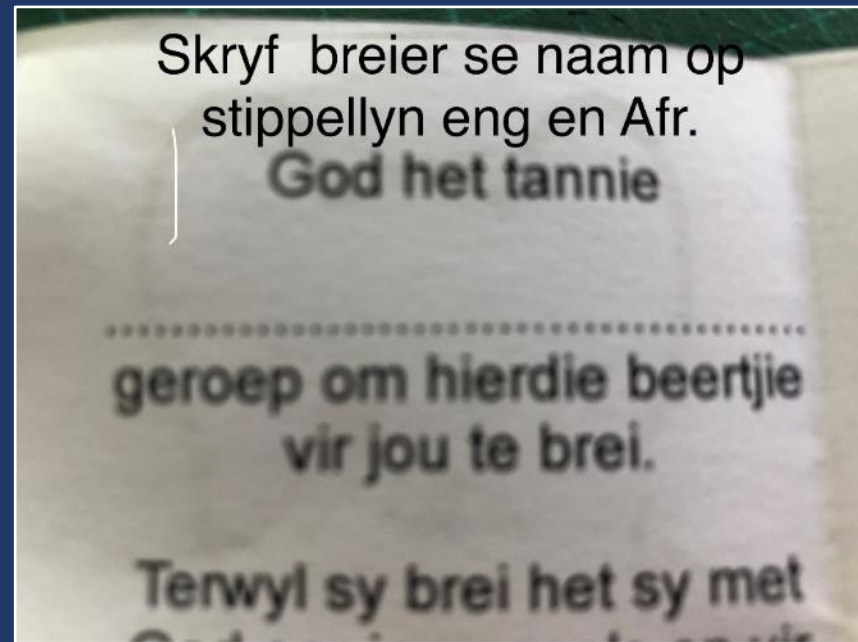 Skryf breier se naam op
stippellyn eng en Afr.
God het tannie
................................................
geroep om hierdie beertjie
vir jou te brei.
Terwyl sy brei het sy met